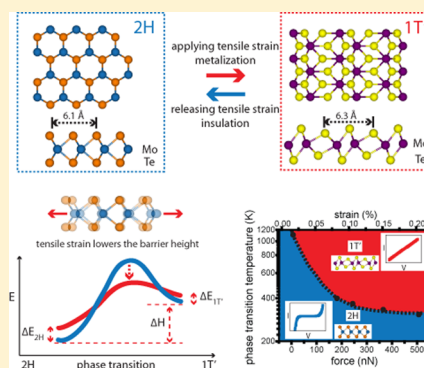 2H
1T'
applying tensile strain
metalization
releasing tensile strain
insulation
6.1 Å
Mo
Te
6.3 Å
Mo
Te
tensile strain lowers the barrier height
E
ΔE2H
ΔH
ΔE1T'
2H
phase transition
1T'
strain (%)
0.00 0.05 0.10 0.15 0.20
phase transition temperature (K)
1200
1000
800
600
400
200
1T'
I
V
I
V
2H
0 100 200 300 400 500
force (nN)